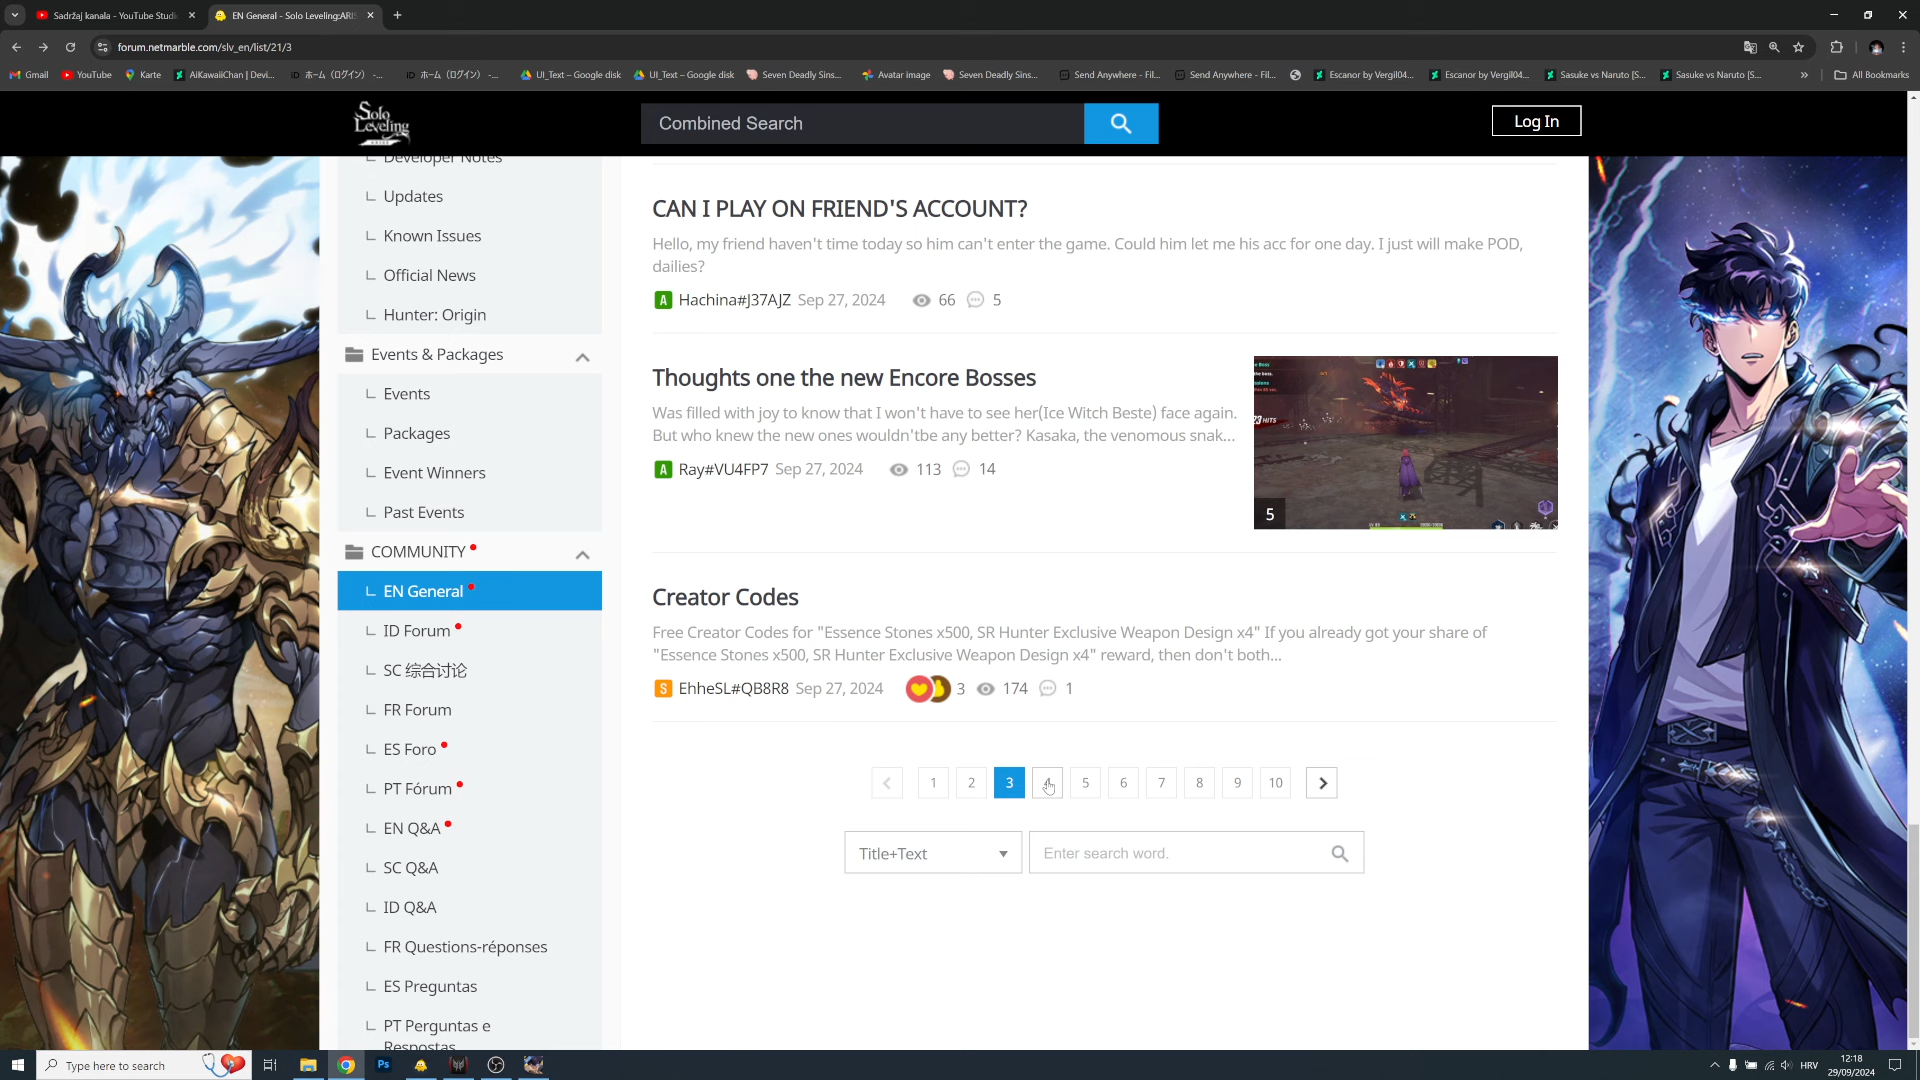 Sadržaj kanala - YouTube Studi
EN General - Solo Leveling:ARIS
forum.netmarble.com/slv_en/list/21/3
Gmail
YouTube
Karte
AiKawaiiChan | Devi...
ホーム（ログイン） -...
ホーム（ログイン） -...
UI_Text – Google disk
UI_Text – Google disk
Seven Deadly Sins...
Avatar image
Seven Deadly Sins...
Send Anywhere - Fil...
Send Anywhere - Fil...
Escanor by Vergil04...
Escanor by Vergil04...
Sasuke vs Naruto [S...
Sasuke vs Naruto [S...
All Bookmarks
Solo Leveling
Combined Search
Log In
Developer Notes
Updates
Known Issues
Official News
Hunter: Origin
Events & Packages
Events
Packages
Event Winners
Past Events
COMMUNITY
EN General
ID Forum
SC 综合讨论
FR Forum
ES Foro
PT Fórum
EN Q&A
SC Q&A
ID Q&A
FR Questions-réponses
ES Preguntas
PT Perguntas e
Respostas
CAN I PLAY ON FRIEND'S ACCOUNT?
Hello, my friend haven't time today so him can't enter the game. Could him let me his acc for one day. I just will make POD,
dailies?
A Hachina#J37AJZ Sep 27, 2024 66 5
Thoughts one the new Encore Bosses
Was filled with joy to know that I won't have to see her(Ice Witch Beste) face again.
But who knew the new ones wouldn'tbe any better? Kasaka, the venomous snak...
A Ray#VU4FP7 Sep 27, 2024 113 14
HITS
5
Creator Codes
Free Creator Codes for "Essence Stones x500, SR Hunter Exclusive Weapon Design x4" If you already got your share of
"Essence Stones x500, SR Hunter Exclusive Weapon Design x4" reward, then don't both...
S EhheSL#QB8R8 Sep 27, 2024 3 174 1
1 2 3 4 5 6 7 8 9 10
Title+Text
Enter search word.
Type here to search
Ps
HRV
12:18
29/09/2024